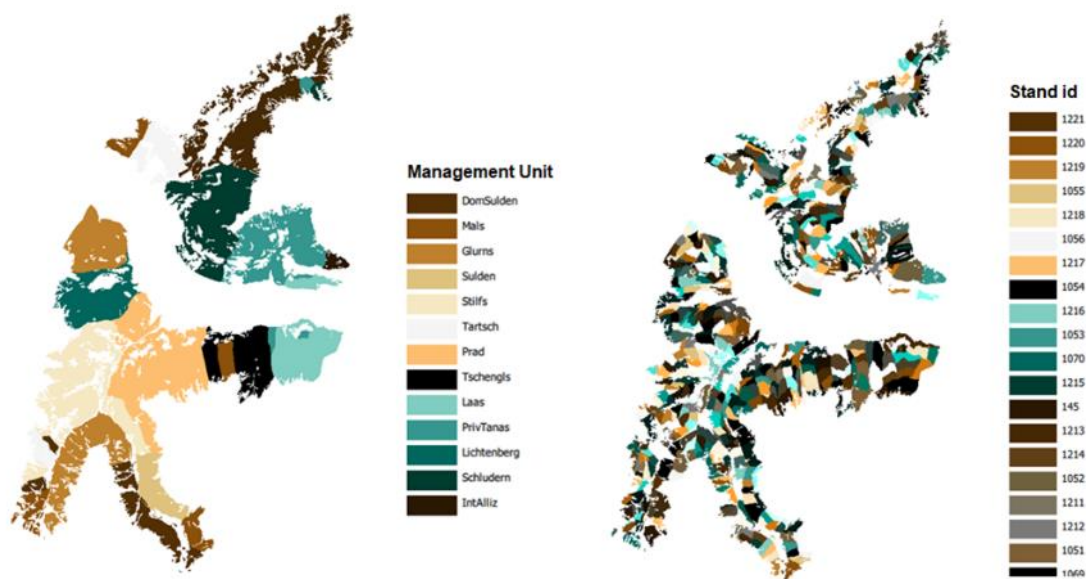 Management Unit
DomSulden
Mals
Glurns
Sulden
Stilfs
Tartsch
Prad
Tschengls
Laas
PrivTanas
Lichtenberg
Schludern
IntAlliz
Stand id
1221
1220
1219
1055
1218
1056
1217
1054
1216
1053
1070
1215
145
1213
1214
1052
1211
1212
1051
1069